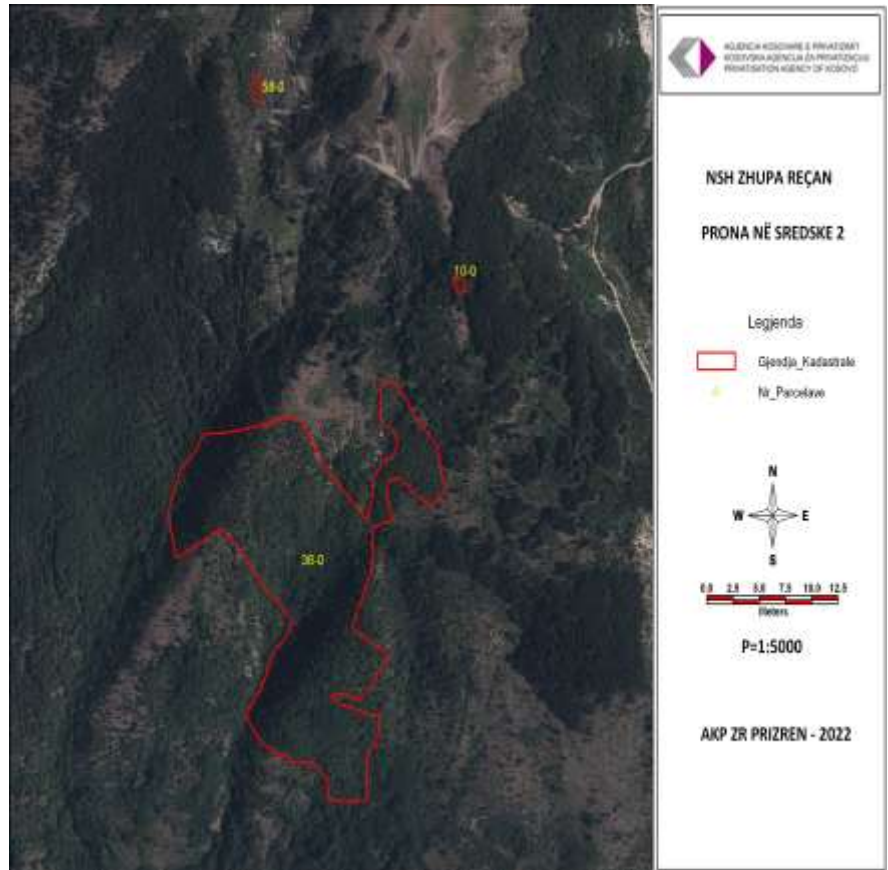 58-0
10-0
38-0
AGJENCIA KOSOVARE E PRIVATIZIMIT
KOSOVSKA AGENCIJA ZA PRIVATIZACIJU
PRIVATISATION AGENCY OF KOSOVO
NSH ZHUPA REÇAN
PRONA NË SREDSKE 2
Legjenda
Gjendja_Kadastrale
Nr_Parcelave
N
W E
S
0.0 2.5 5.0 7.5 10.0 12.5
Meters
P=1:5000
AKP ZR PRIZREN - 2022